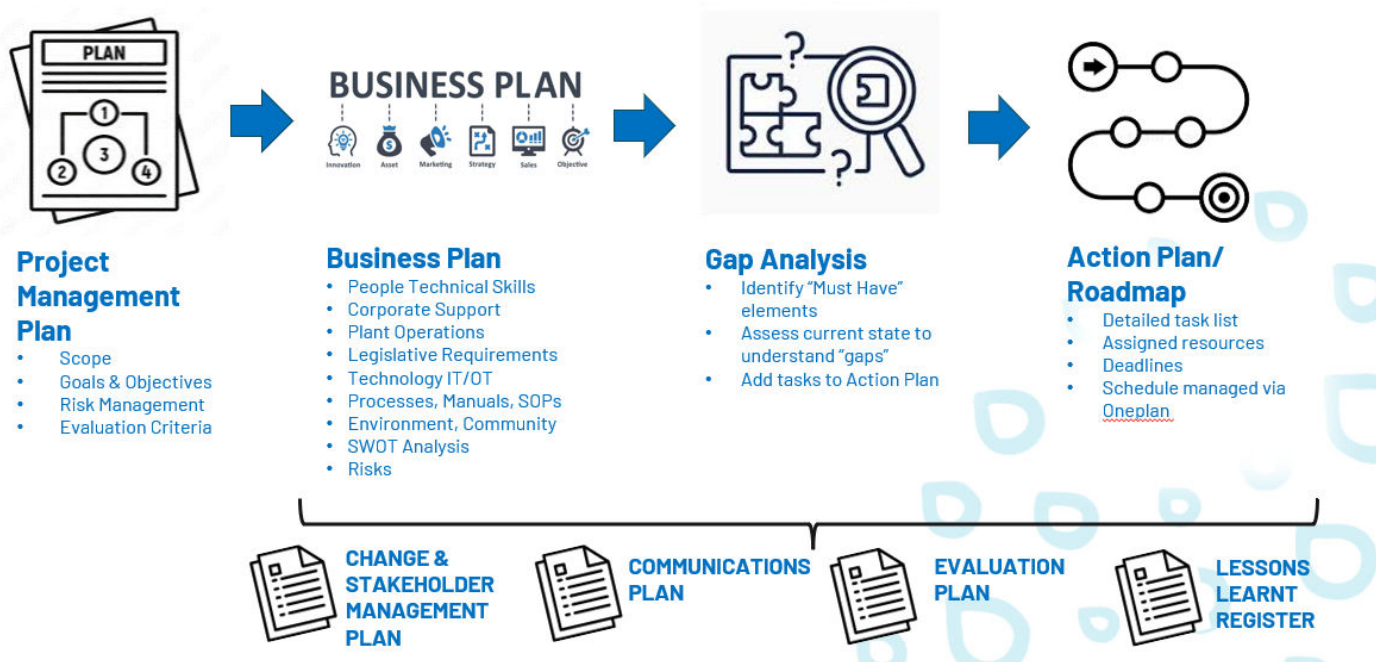 PLAN
1
2
3
4
BUSINESS PLAN
Innovation Asset Marketing Strategy Sales Objective
?
?
Project
Management
Plan
• Scope
• Goals & Objectives
• Risk Management
• Evaluation Criteria
Business Plan
• People Technical Skills
• Corporate Support
• Plant Operations
• Legislative Requirements
• Technology IT/OT
• Processes, Manuals, SOPs
• Environment, Community
• SWOT Analysis
• Risks
Gap Analysis
• Identify “Must Have”
elements
• Assess current state to
understand “gaps”
• Add tasks to Action Plan
Action Plan/
Roadmap
• Detailed task list
• Assigned resources
• Deadlines
• Schedule managed via
Oneplan
CHANGE &
STAKEHOLDER
MANAGEMENT
PLAN
COMMUNICATIONS
PLAN
EVALUATION
PLAN
LESSONS
LEARNT
REGISTER